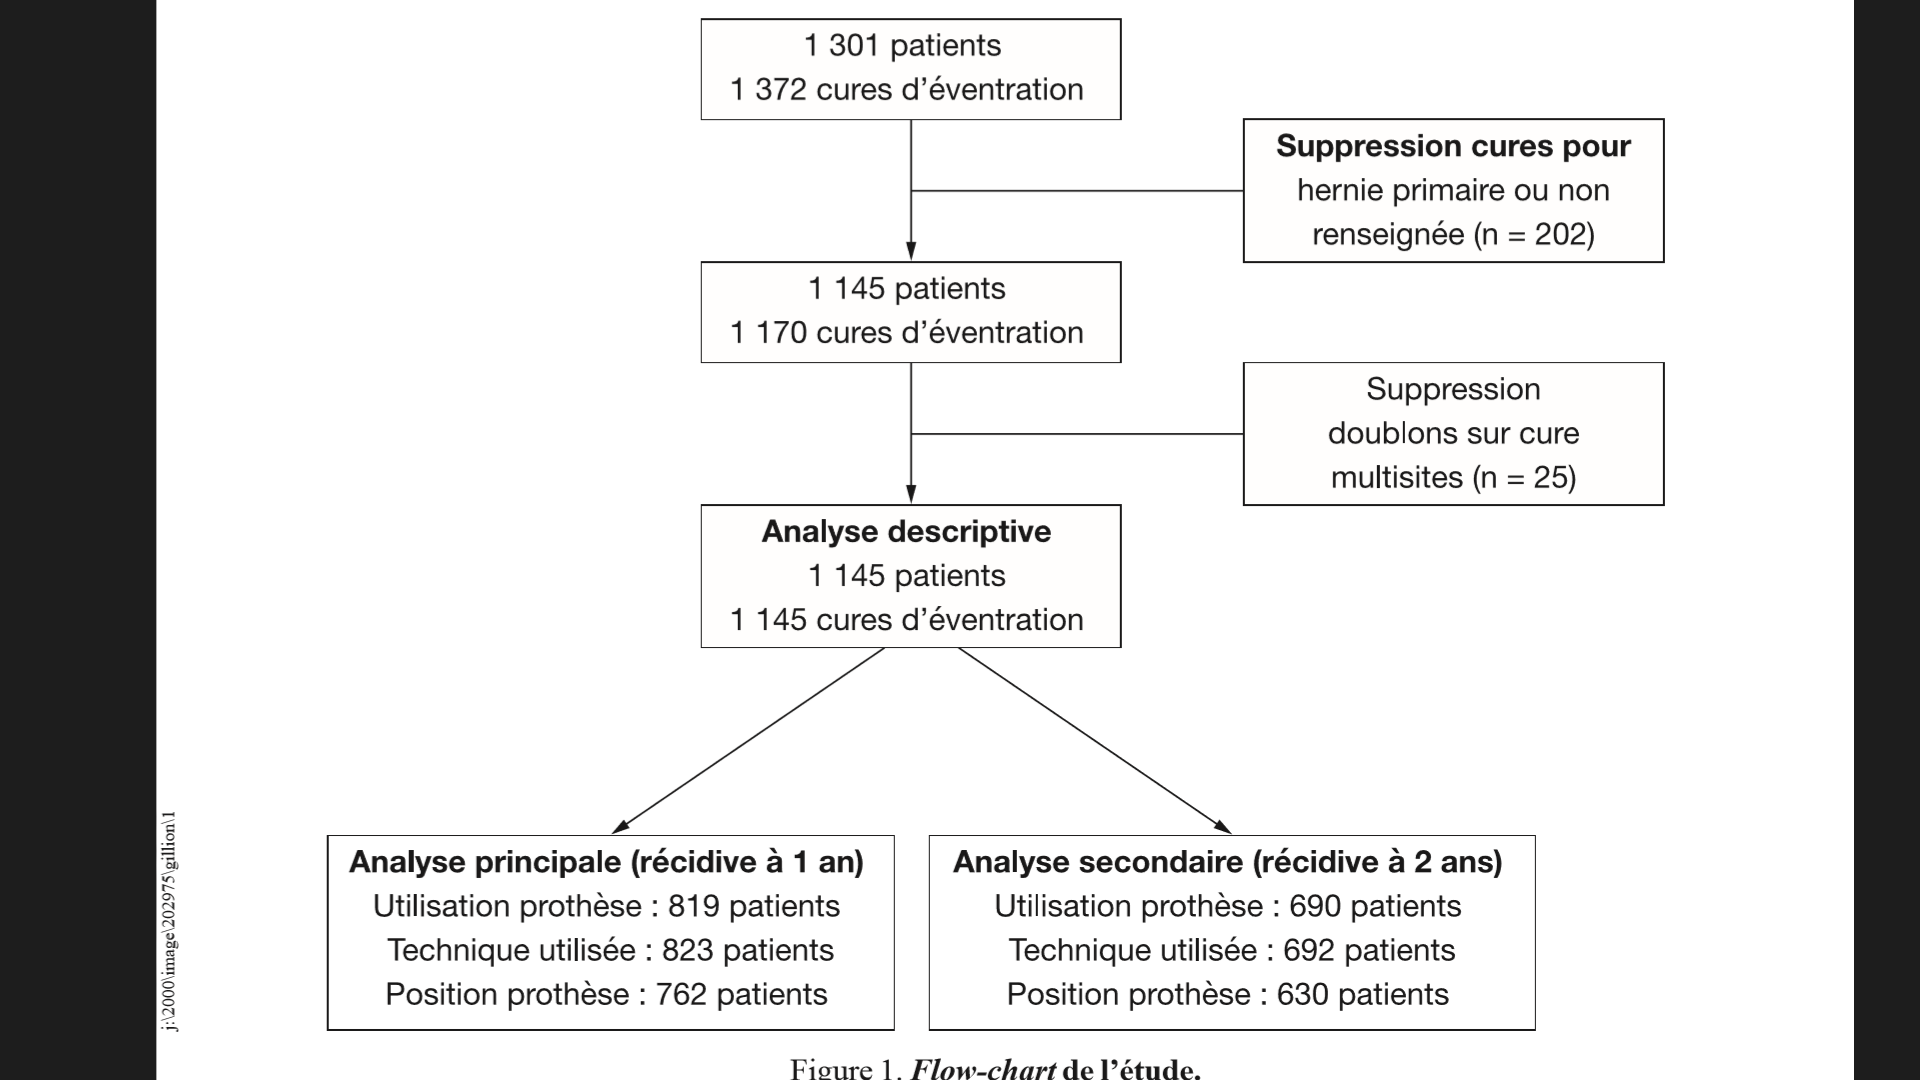 1 301 patients
1 372 cures d’éventration
Suppression cures pour
hernie primaire ou non
renseignée (n = 202)
1 145 patients
1 170 cures d’éventration
Suppression
doublons sur cure
multisites (n = 25)
Analyse descriptive
1 145 patients
1 145 cures d’éventration
Analyse principale (récidive à 1 an)
Utilisation prothèse : 819 patients
Technique utilisée : 823 patients
Position prothèse : 762 patients
Analyse secondaire (récidive à 2 ans)
Utilisation prothèse : 690 patients
Technique utilisée : 692 patients
Position prothèse : 630 patients
j:\2000\image\202975\gillion\1
Figure 1. Flow-chart de l’étude.